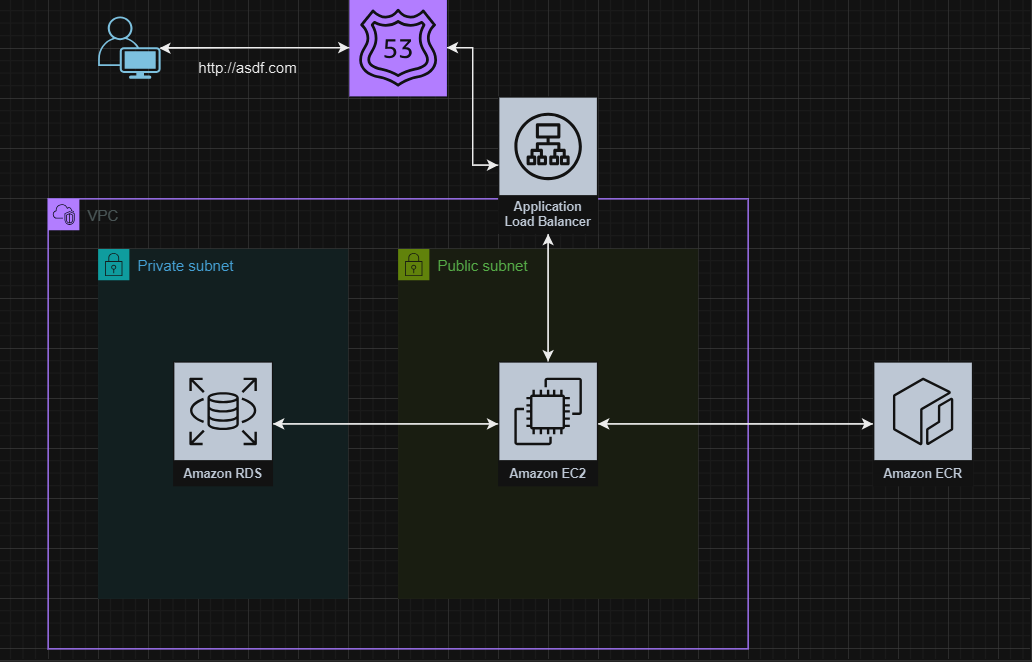 53
http://asdf.com
Application
Load Balancer
VPC
Private subnet
Public subnet
Amazon RDS
Amazon EC2
Amazon ECR